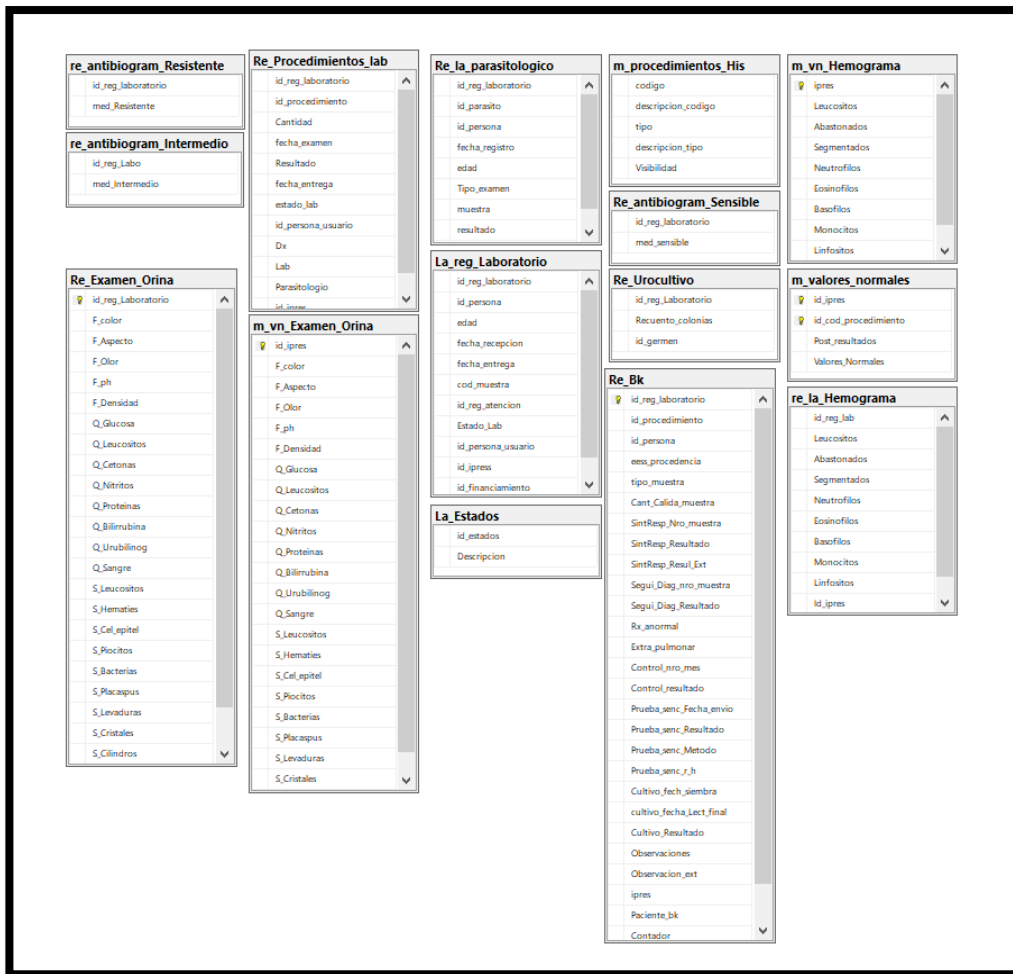 re_antibiogram_Resistente
id_reg_laboratorio
med_Resistente
re_antibiogram_Intermedio
id_reg_Labo
med_Intermedio
Re_Examen_Orina
id_reg_Laboratorio
F_color
F_Aspecto
F_Olor
F_ph
F_Densidad
Q_Glucosa
Q_Leucositos
Q_Cetonas
Q_Nitritos
Q_Proteinas
Q_Bilirrubina
Q_Urubilinog
Q_Sangre
S_Leucositos
S_Hematies
S_Cel_epitel
S_Piocitos
S_Bacterias
S_Placaspus
S_Levaduras
S_Cristales
S_Cilindros
Re_Procedimientos_lab
id_reg_laboratorio
id_procedimiento
Cantidad
fecha_examen
Resultado
fecha_entrega
estado_lab
id_persona_usuario
Dx
Lab
Parasitologio
id_ipres
m_vn_Examen_Orina
id_ipres
F_color
F_Aspecto
F_Olor
F_ph
F_Densidad
Q_Glucosa
Q_Leucositos
Q_Cetonas
Q_Nitritos
Q_Proteinas
Q_Bilirrubina
Q_Urubilinog
Q_Sangre
S_Leucositos
S_Hematies
S_Cel_epitel
S_Piocitos
S_Bacterias
S_Placaspus
S_Levaduras
S_Cristales
Re_la_parasitologico
id_reg_laboratorio
id_parasito
id_persona
fecha_registro
edad
Tipo_examen
muestra
resultado
La_reg_Laboratorio
id_reg_laboratorio
id_persona
edad
fecha_recepcion
fecha_entrega
cod_muestra
id_reg_atencion
Estado_Lab
id_persona_usuario
id_ipress
id_financiamiento
La_Estados
id_estados
Descripcion
m_procedimientos_His
codigo
descripcion_codigo
tipo
descripcion_tipo
Visibilidad
Re_antibiogram_Sensible
id_reg_laboratorio
med_sensible
Re_Urocultivo
id_reg_Laboratorio
Recuento_colonias
id_germen
Re_Bk
id_reg_laboratorio
id_procedimiento
id_persona
eess_procedencia
tipo_muestra
Cant_Calida_muestra
SintResp_Nro_muestra
SintResp_Resultado
SintResp_Resul_Ext
Segui_Diag_nro_muestra
Segui_Diag_Resultado
Rx_anormal
Extra_pulmonar
Control_nro_mes
Control_resultado
Prueba_senc_Fecha_envio
Prueba_senc_Resultado
Prueba_senc_Metodo
Prueba_senc_r_h
Cultivo_fech_siembra
cultivo_fecha_Lect_final
Cultivo_Resultado
Observaciones
Observacion_ext
ipres
Paciente_bk
Contador
m_vn_Hemograma
ipres
Leucositos
Abastonados
Segmentados
Neutrofilos
Eosinofilos
Basofilos
Monocitos
Linfositos
m_valores_normales
id_ipres
id_cod_procedimiento
Post_resultados
Valores_Normales
re_la_Hemograma
id_reg_lab
Leucositos
Abastonados
Segmentados
Neutrofilos
Eosinofilos
Basofilos
Monocitos
Linfositos
Id_ipres